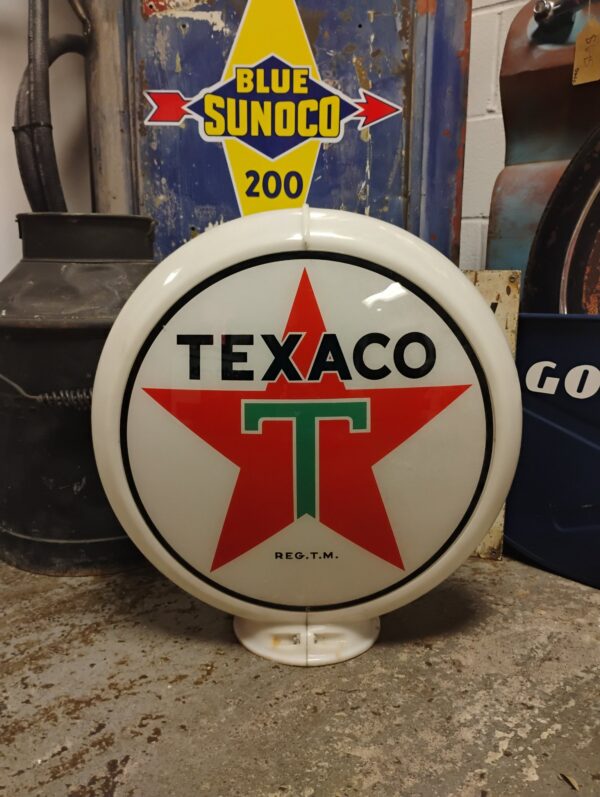 BLUE
SUNOCO
200
TEXACO
T
REG.T.M.
GO